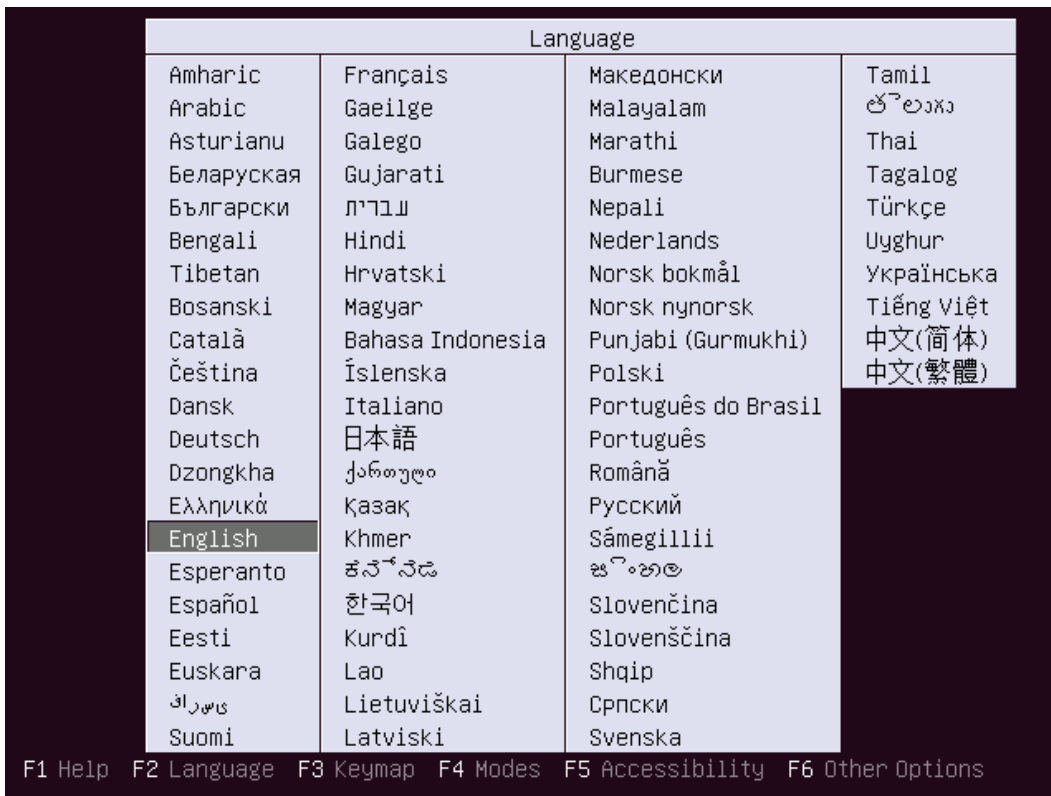 Language
Amharic
Arabic
Asturianu
Беларуская
Български
Bengali
Tibetan
Bosanski
Català
Čeština
Dansk
Deutsch
Dzongkha
Ελληνικά
English
Esperanto
Español
Eesti
Euskara
فارسی
Suomi
Français
Gaeilge
Galego
Gujarati
עברית
Hindi
Hrvatski
Magyar
Bahasa Indonesia
Íslenska
Italiano
日本語
ქართული
Қазақ
Khmer
ಕನ್ನಡ
한국어
Kurdî
Lao
Lietuviškai
Latviski
Македонски
Malayalam
Marathi
Burmese
Nepali
Nederlands
Norsk bokmål
Norsk nynorsk
Punjabi (Gurmukhi)
Polski
Português do Brasil
Português
Română
Русский
Sámegillii
සිංහල
Slovenčina
Slovenščina
Shqip
Српски
Svenska
Tamil
తెలుగు
Thai
Tagalog
Türkçe
Uyghur
Українська
Tiếng Việt
中文(简体)
中文(繁體)
F1 Help F2 Language F3 Keymap F4 Modes F5 Accessibility F6 Other Options